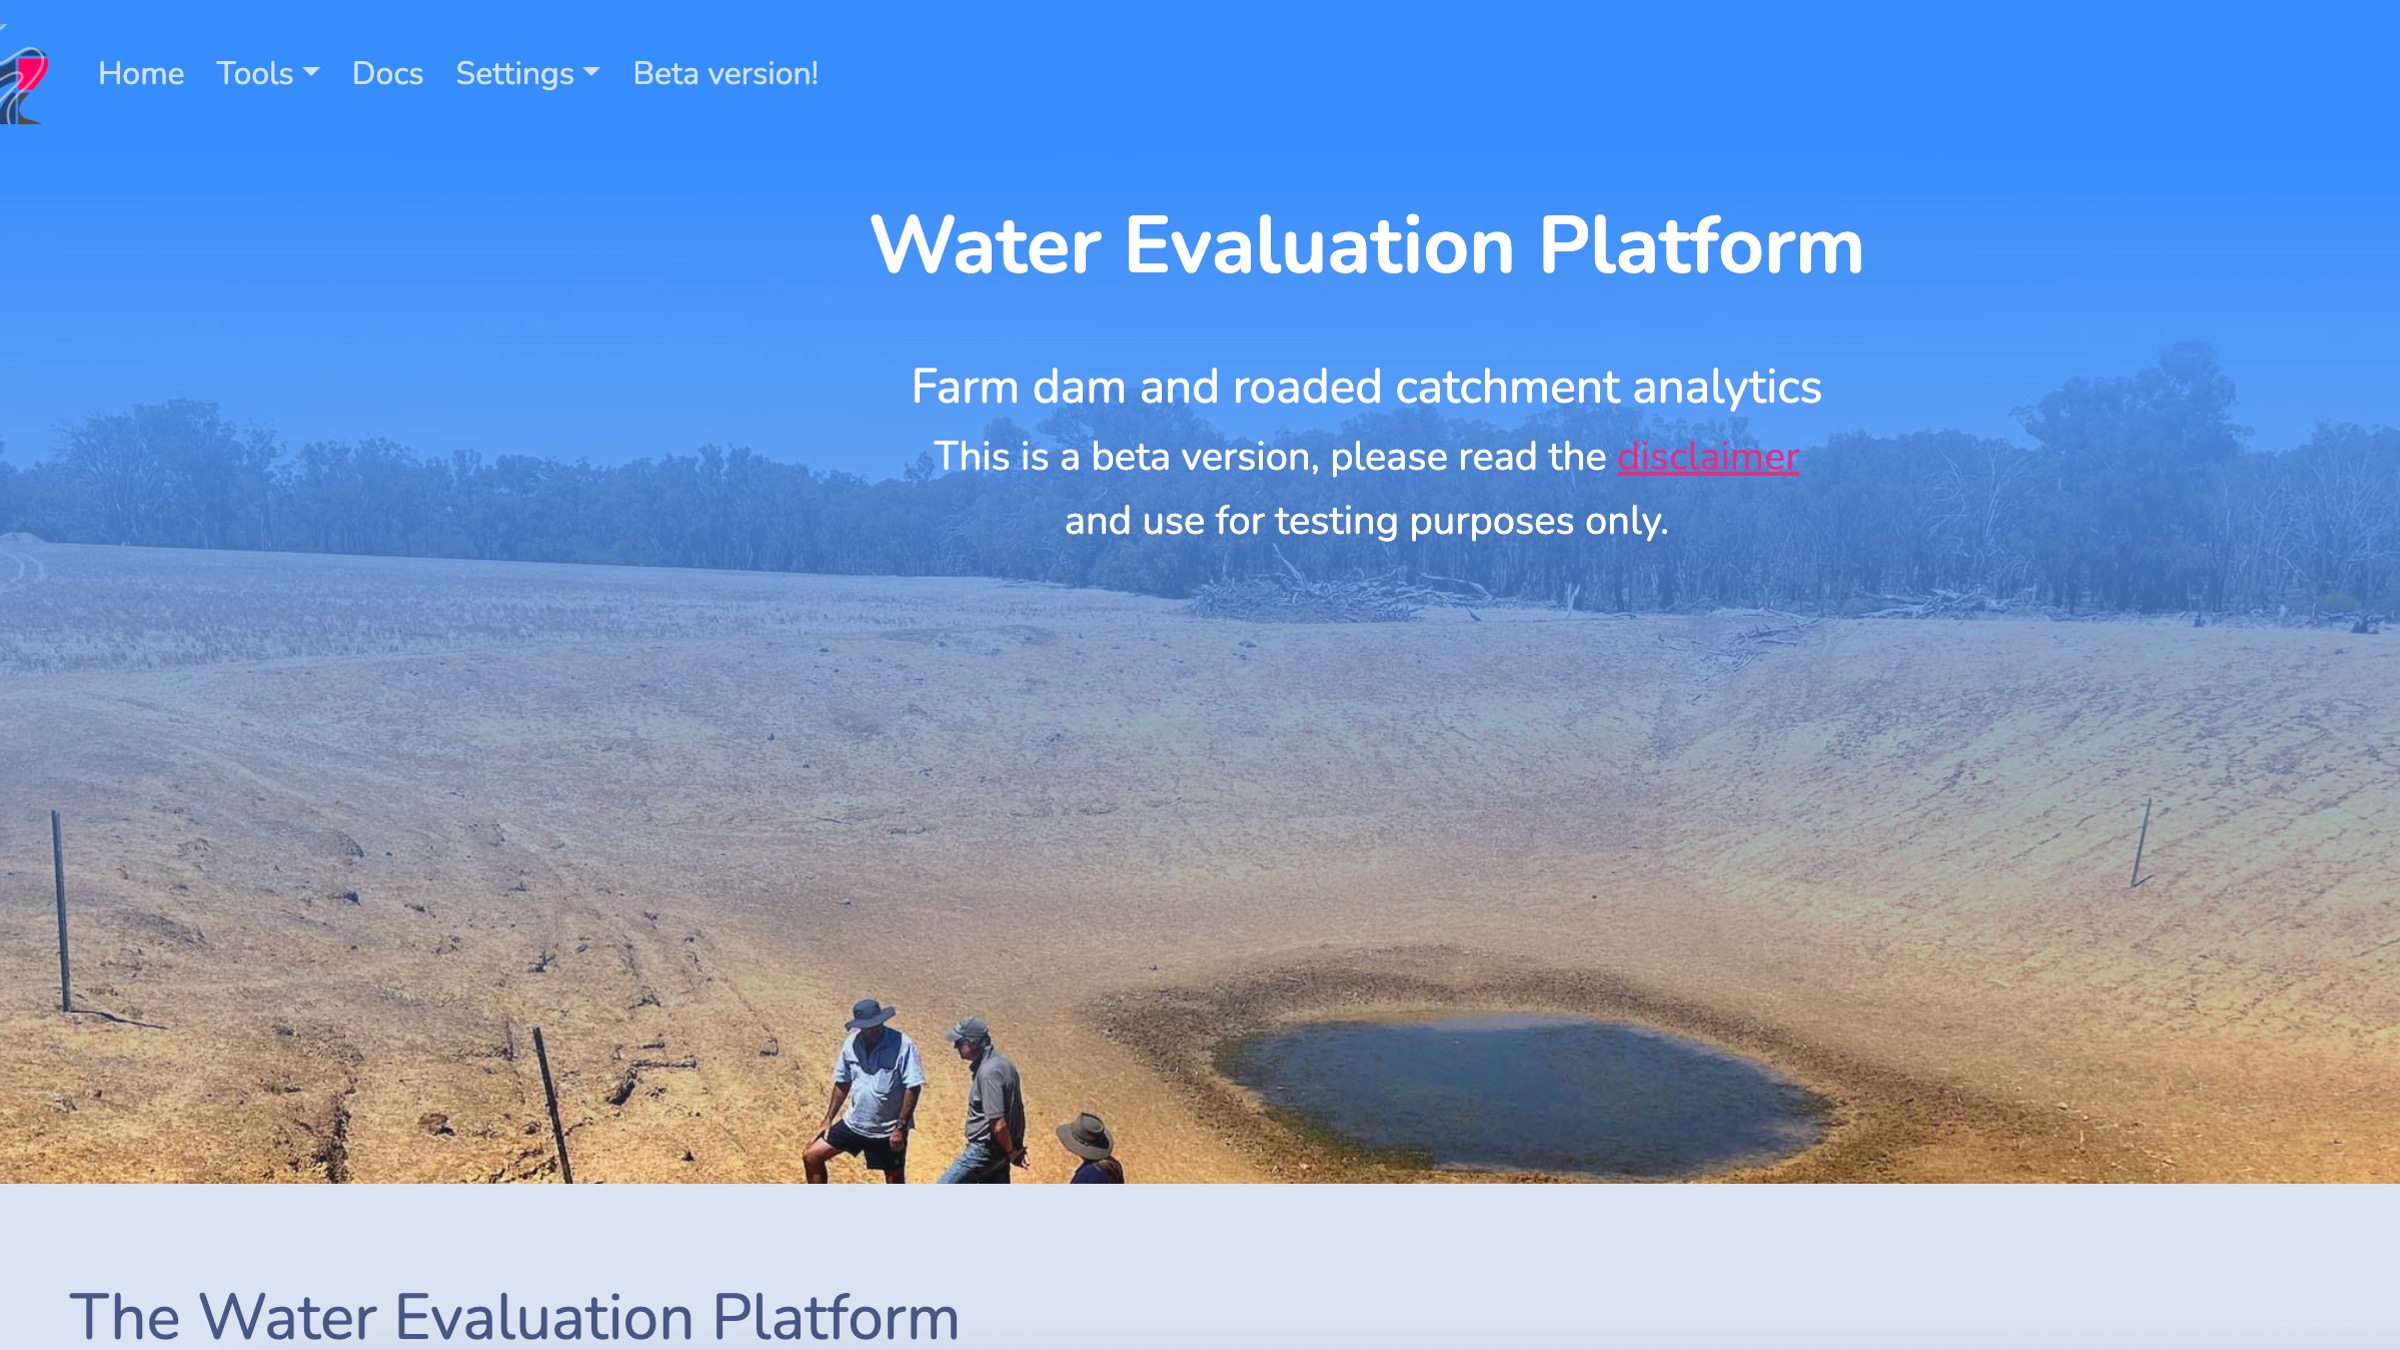 Home Tools Docs Settings Beta version!
Water Evaluation Platform
Farm dam and roaded catchment analytics
This is a beta version, please read the disclaimer
and use for testing purposes only.
The Water Evaluation Platform